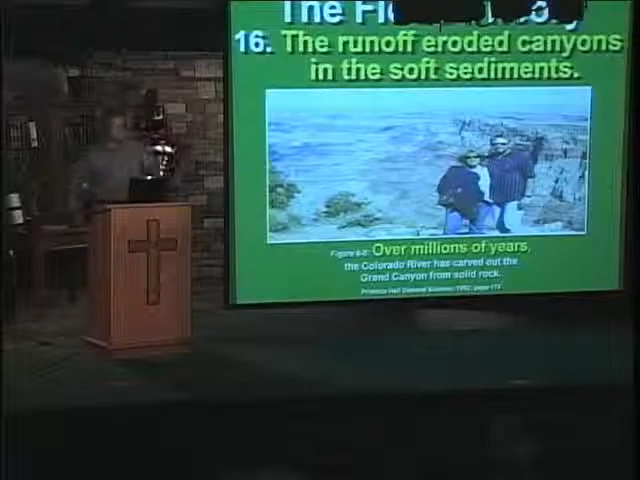 The
16. The runoff eroded canyons
in the soft sediments.
Over millions of years,
the Colorado River has carved out the
Grand Canyon from solid rock.